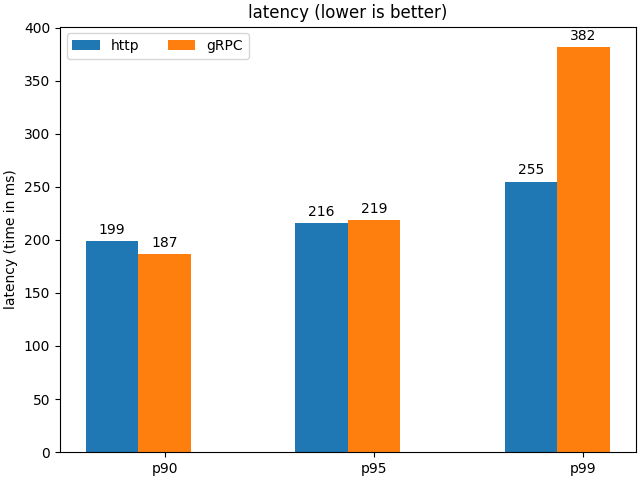 latency (lower is better)
http
gRPC
latency (time in ms)
400
350
300
250
200
150
100
50
0
199
187
216
219
255
382
p90
p95
p99